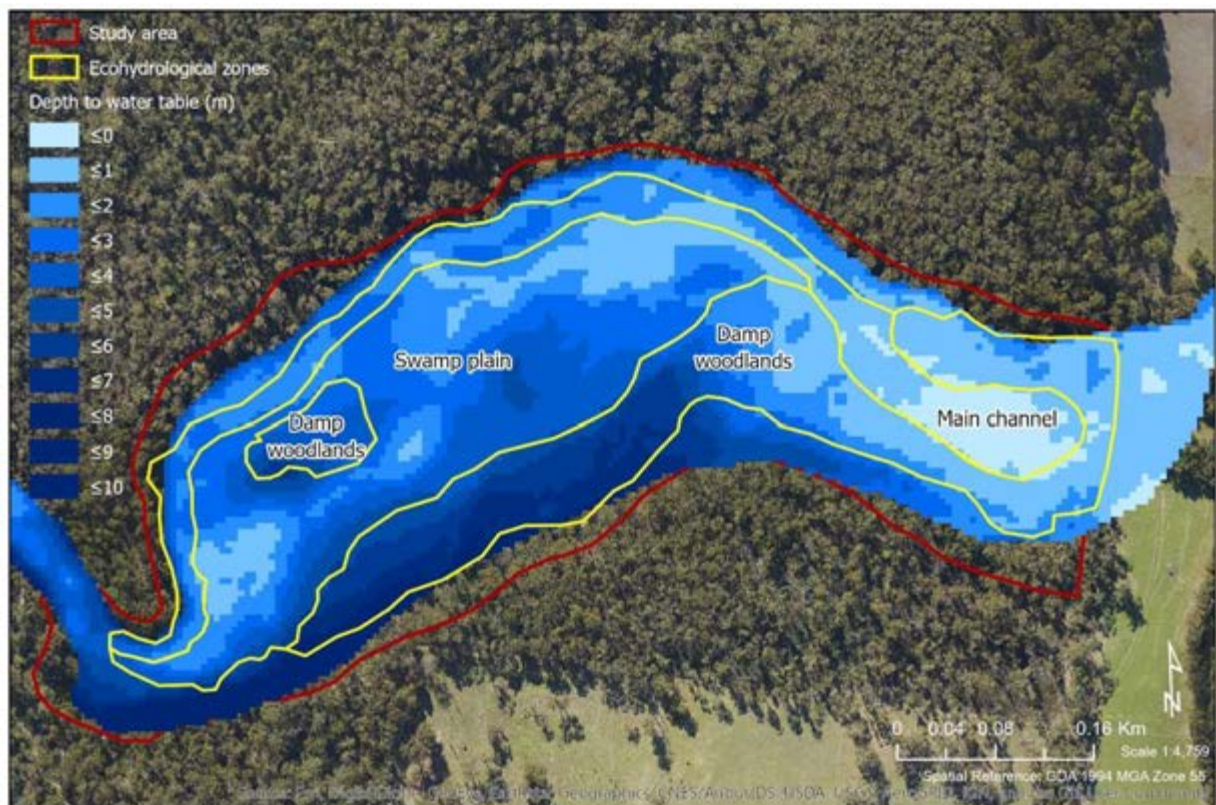 Study area
Ecohydrological zones
Depth to water table (m)
≤0
≤1
≤2
≤3
≤4
≤5
≤6
≤7
≤8
≤9
≤10
Damp
woodlands
Swamp plain
Damp
woodlands
Main channel
N
0 0.04 0.08 0.16 Km
Scale 1:4,759
Spatial Reference: GDA 1994 MGA Zone 55